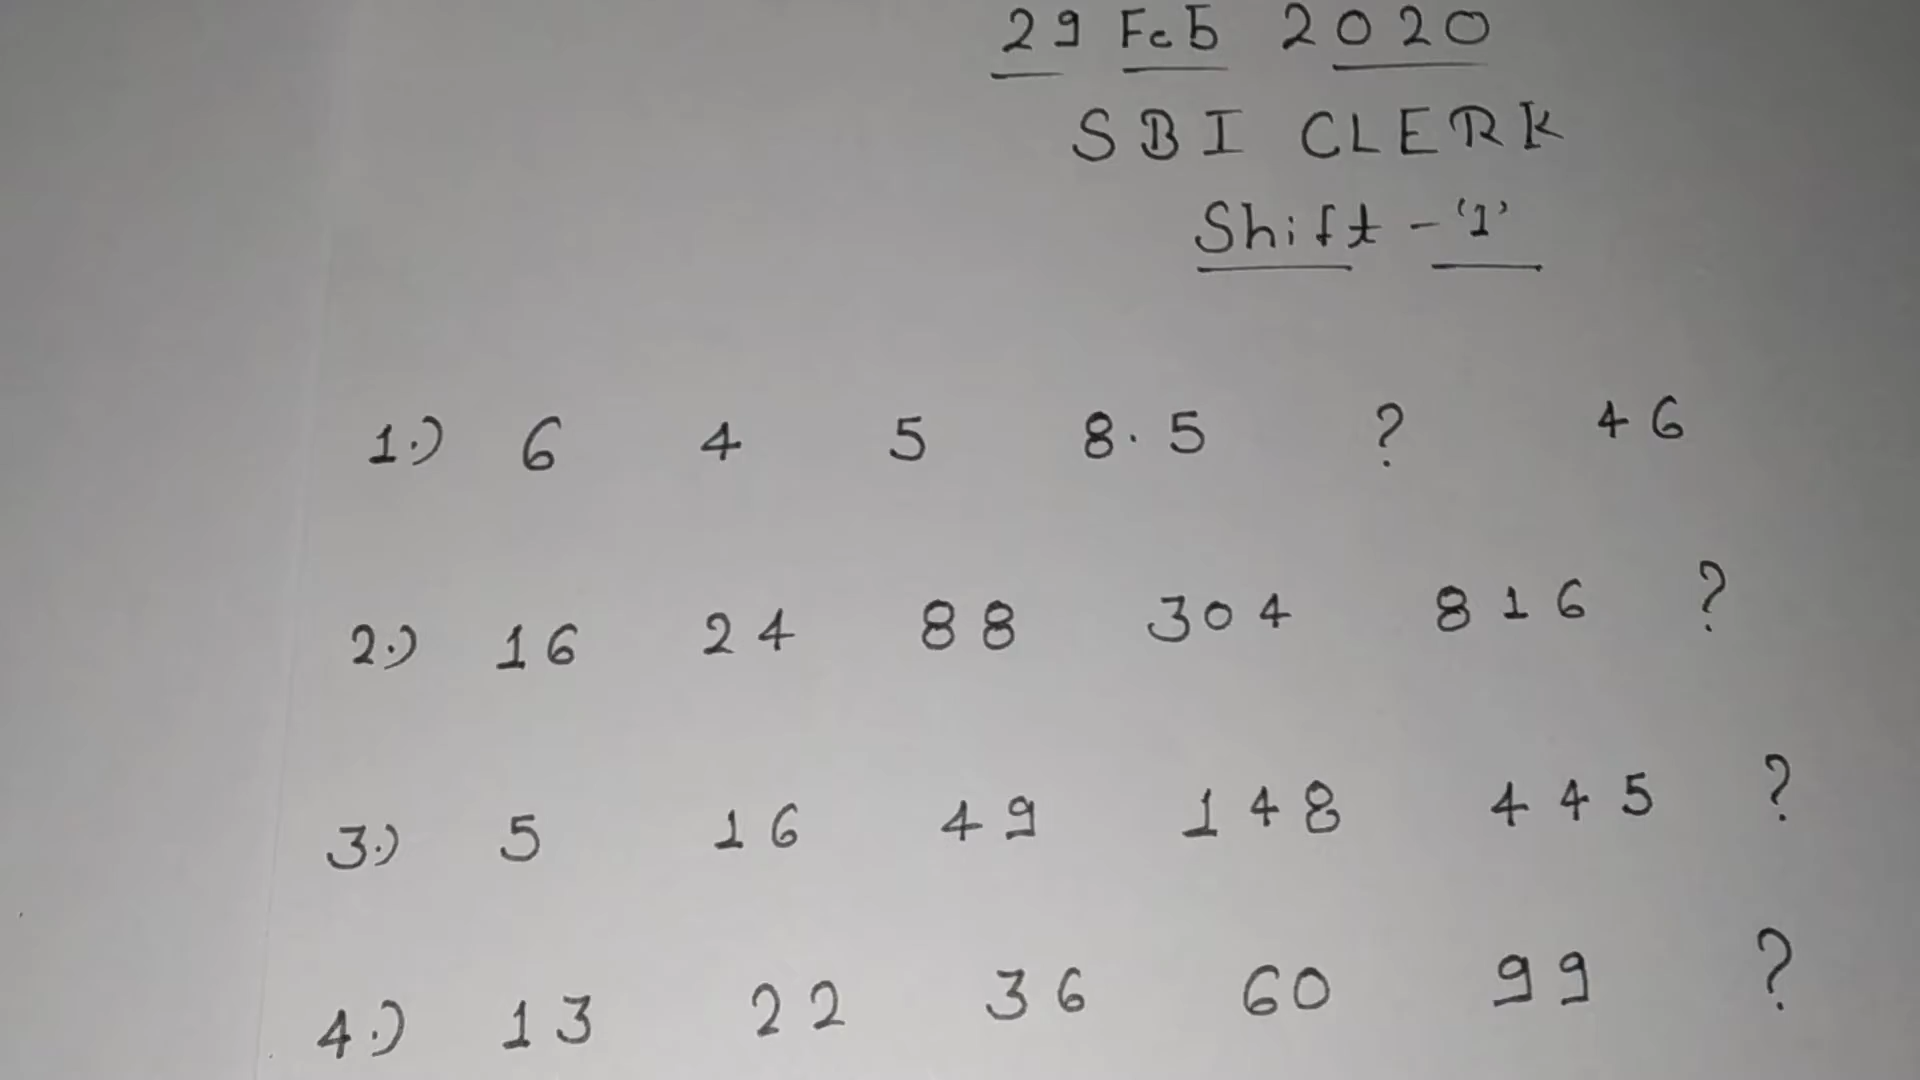 29 Feb 2020
SBI CLERK
Shift - '1'
1.) 6 4 5 8.5 ? 46
2.) 16 24 88 304 816 ?
3.) 5 16 49 148 445 ?
4.) 13 22 36 60 99 ?